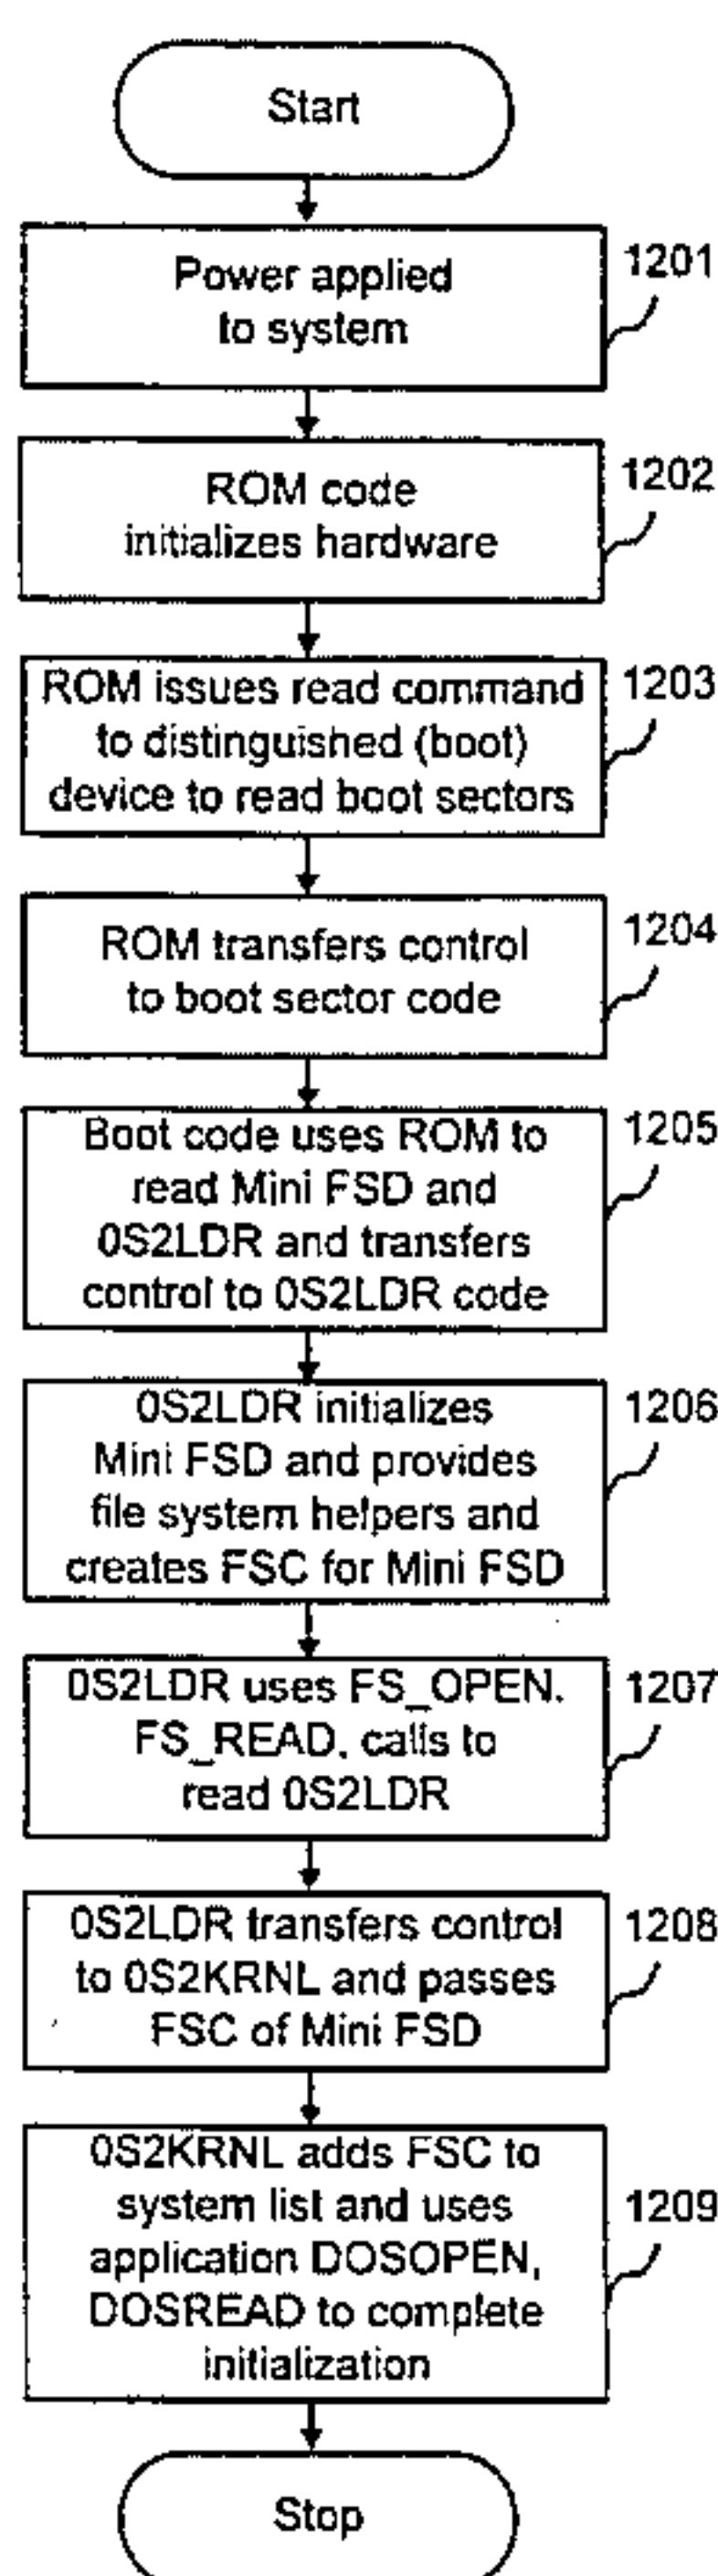 Start
Power applied
to system
1201
ROM code
initializes hardware
1202
ROM issues read command
to distinguished (boot)
device to read boot sectors
1203
ROM transfers control
to boot sector code
1204
Boot code uses ROM to
read Mini FSD and
0S2LDR and transfers
control to 0S2LDR code
1205
0S2LDR initializes
Mini FSD and provides
file system helpers and
creates FSC for Mini FSD
1206
0S2LDR uses FS_OPEN.
FS_READ, calls to
read 0S2LDR
1207
0S2LDR transfers control
to 0S2KRNL and passes
FSC of Mini FSD
1208
0S2KRNL adds FSC to
system list and uses
application DOSOPEN,
DOSREAD to complete
initialization
1209
Stop